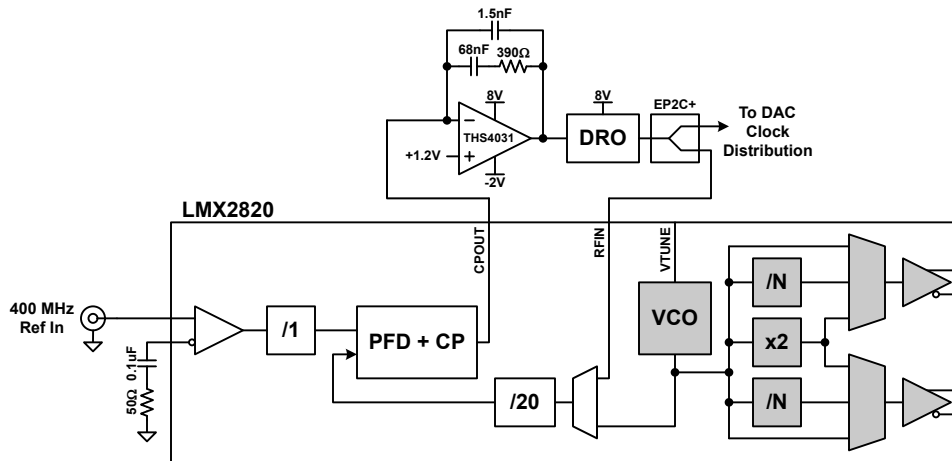 1.5nF
68nF
390Ω
8V
THS4031
+1.2V
-2V
8V
DRO
EP2C+
To DAC
Clock
Distribution
LMX2820
CPOUT
RFIN
VTUNE
400 MHz
Ref In
/1
PFD + CP
50Ω 0.1uF
/20
VCO
/N
x2
/N